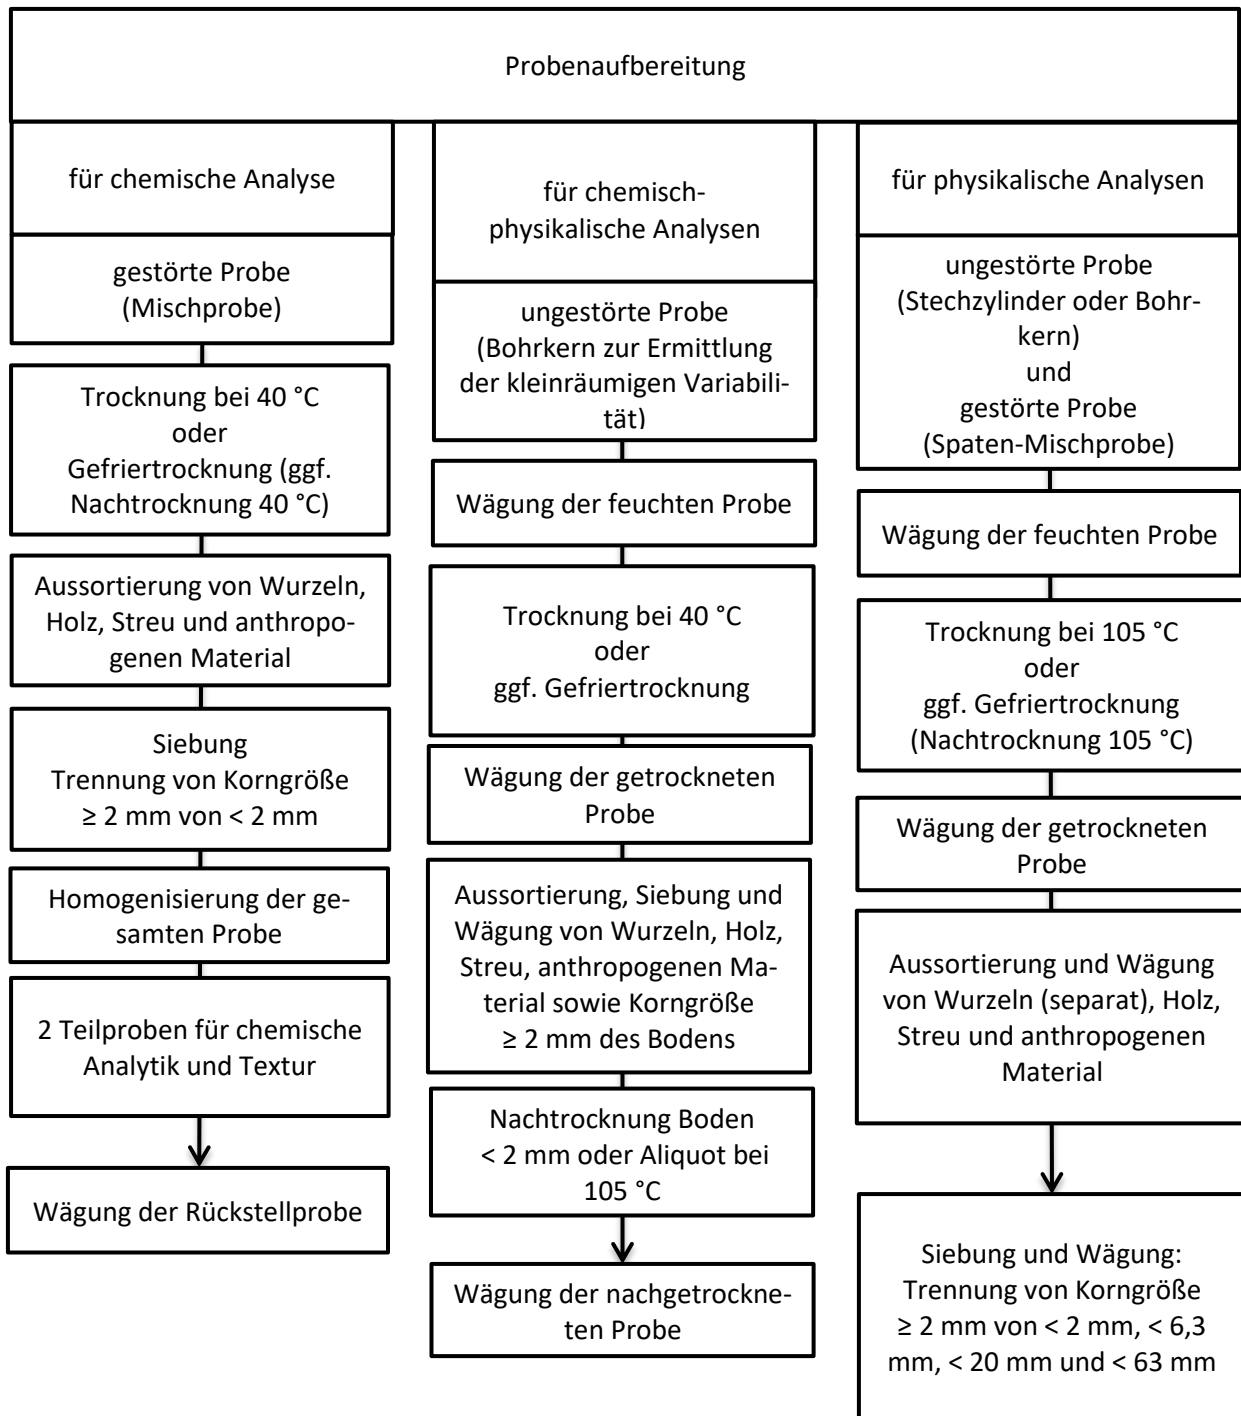 Probenaufbereitung
für chemische Analyse
gestörte Probe
(Mischprobe)
Trocknung bei 40 °C
oder
Gefriertrocknung (ggf.
Nachtrocknung 40 °C)
Aussortierung von Wurzeln,
Holz, Streu und anthropo-
genen Material
Siebung
Trennung von Korngröße
≥ 2 mm von < 2 mm
Homogenisierung der ge-
samten Probe
2 Teilproben für chemische
Analytik und Textur
Wägung der Rückstellprobe
für chemisch-
physikalische Analysen
ungestörte Probe
(Bohrkern zur Ermittlung
der kleinräumigen Variabili-
tät)
Wägung der feuchten Probe
Trocknung bei 40 °C
oder
ggf. Gefriertrocknung
Wägung der getrockneten
Probe
Aussortierung, Siebung und
Wägung von Wurzeln, Holz,
Streu, anthropogenen Ma-
terial sowie Korngröße
≥ 2 mm des Bodens
Nachtrocknung Boden
< 2 mm oder Aliquot bei
105 °C
Wägung der nachgetrockne-
ten Probe
für physikalische Analysen
ungestörte Probe
(Stechzylinder oder Bohr-
kern)
und
gestörte Probe
(Spaten-Mischprobe)
Wägung der feuchten Probe
Trocknung bei 105 °C
oder
ggf. Gefriertrocknung
(Nachtrocknung 105 °C)
Wägung der getrockneten
Probe
Aussortierung und Wägung
von Wurzeln (separat), Holz,
Streu und anthropogenen
Material
Siebung und Wägung:
Trennung von Korngröße
≥ 2 mm von < 2 mm, < 6,3
mm, < 20 mm und < 63 mm